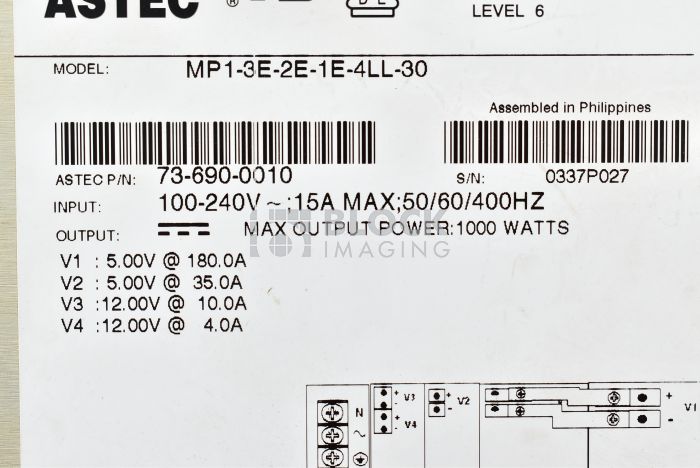 ASTEC ®
LEVEL 6
MODEL: MP1-3E-2E-1E-4LL-30
Assembled in Philippines
ASTEC P/N: 73-690-0010
S/N: 0337P027
INPUT: 100-240V ~ ;15A MAX;50/60/400HZ
OUTPUT: MAX OUTPUT POWER:1000 WATTS
BLOCK
IMAGING
V1 : 5.00V @ 180.0A
V2 : 5.00V @ 35.0A
V3 :12.00V @ 10.0A
V4 :12.00V @ 4.0A
N + V3 - + V4 - + V2 - + V1 -